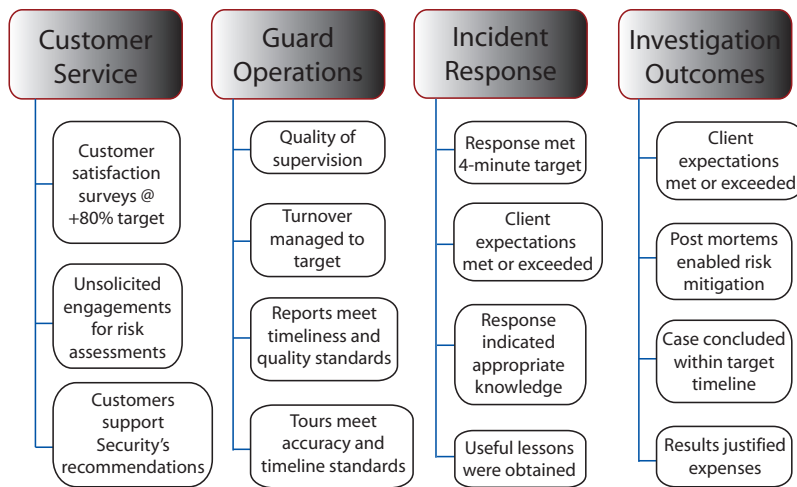 Customer
Service
Customer
satisfaction
surveys @
+80% target
Unsolicited
engagements
for risk
assessments
Customers
support
Security's
recommendations
Guard
Operations
Quality of
supervision
Turnover
managed to
target
Reports meet
timeliness and
quality standards
Tours meet
accuracy and
timeline standards
Incident
Response
Response met
4-minute target
Client
expectations
met or exceeded
Response
indicated
appropriate
knowledge
Useful lessons
were obtained
Investigation
Outcomes
Client
expectations
met or exceeded
Post mortems
enabled risk
mitigation
Case concluded
within target
timeline
Results justified
expenses